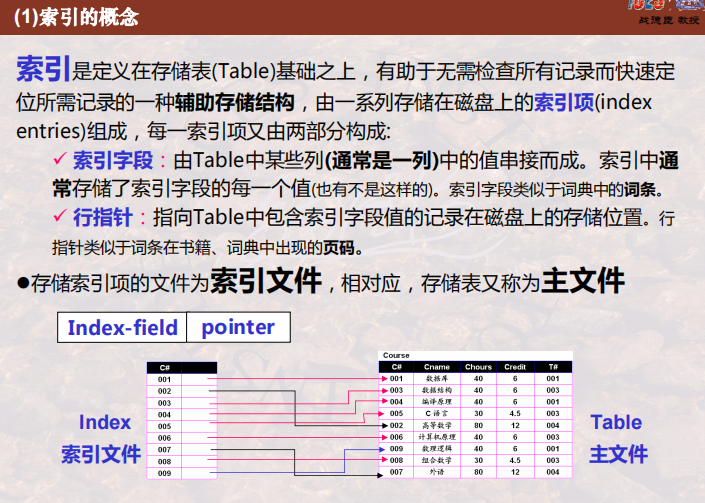 (1)索引的概念
战德臣 教授
索引是定义在存储表(Table)基础之上，有助于无需检查所有记录而快速定
位所需记录的一种辅助存储结构，由一系列存储在磁盘上的索引项(index
entries)组成，每一索引项又由两部分构成:
✓ 索引字段：由Table中某些列(通常是一列)中的值串接而成。索引中通
常存储了索引字段的每一个值(也有不是这样的)。索引字段类似于词典中的词条。
✓ 行指针：指向Table中包含索引字段值的记录在磁盘上的存储位置。行
指针类似于词条在书籍、词典中出现的页码。
●存储索引项的文件为索引文件，相对应，存储表又称为主文件
Index-field pointer
Index
索引文件
C#
001
002
003
004
005
006
007
008
009
Course
C# Cname Chours Credit T#
001 数据库 40 6 001
003 数据结构 40 6 003
004 编译原理 40 6 001
005 C 语言 30 4.5 003
002 高等数学 80 12 004
006 计算机原理 40 6 003
009 数理逻辑 40 6 001
008 组合数学 30 4.5 003
007 外语 80 12 004
Table
主文件